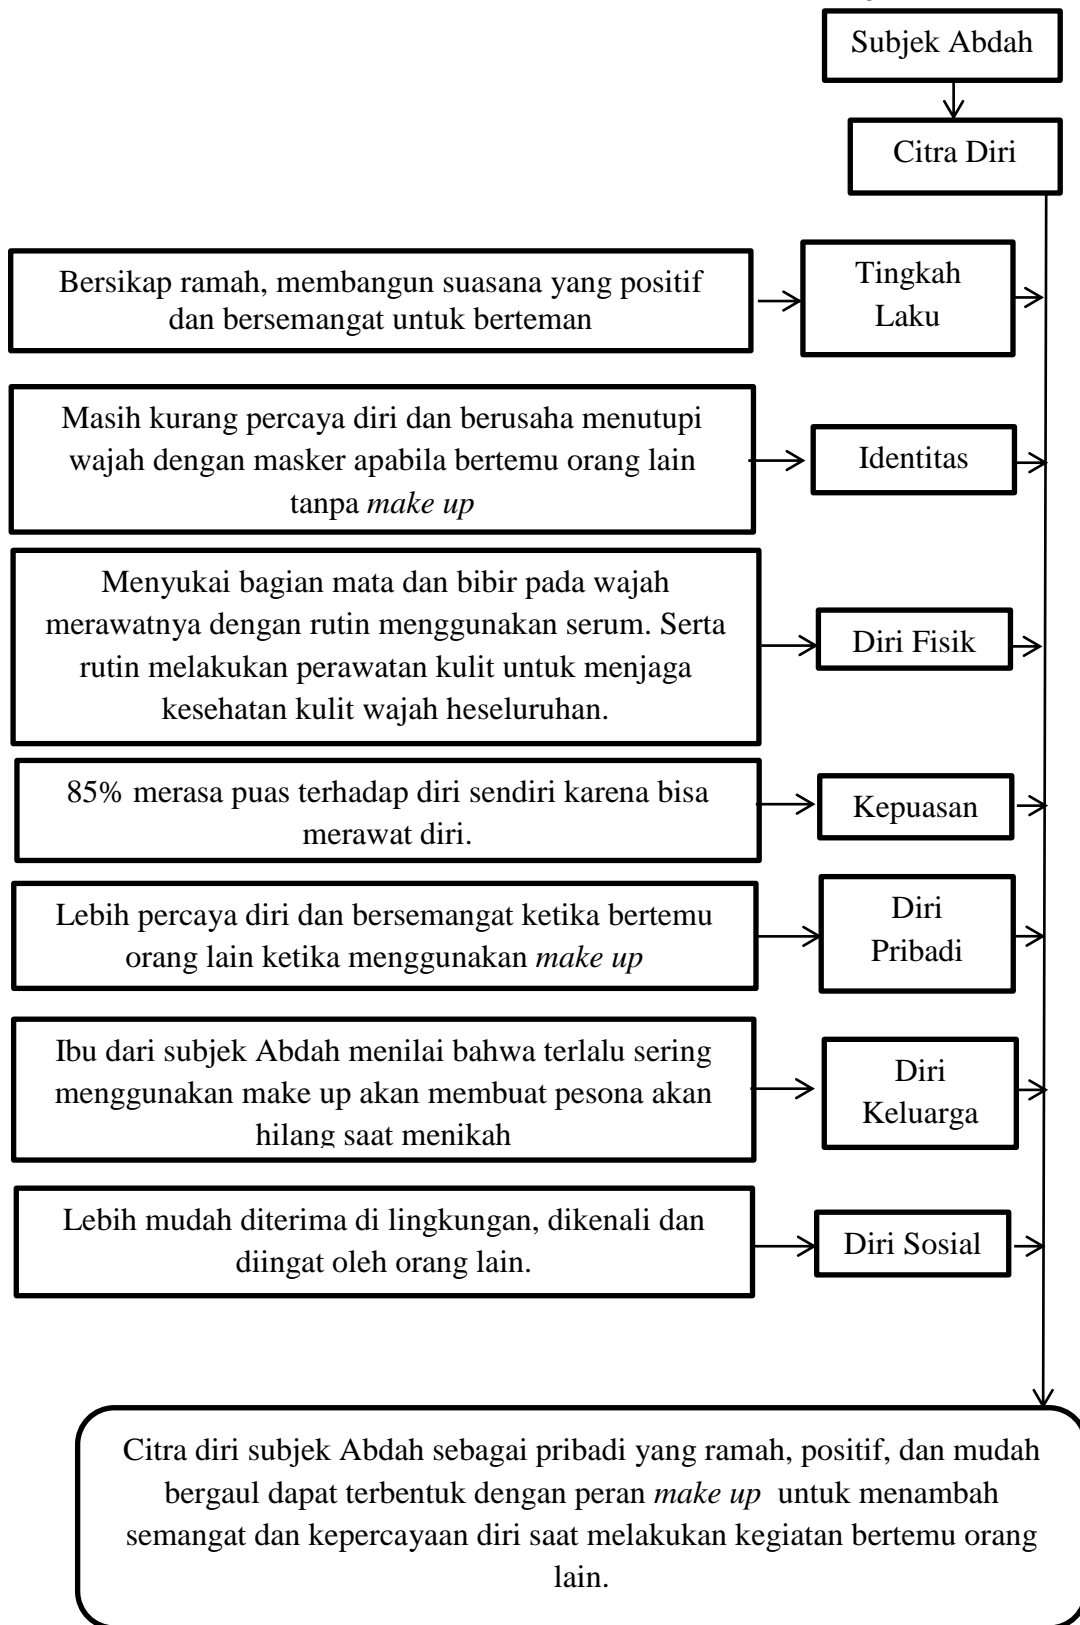 Subjek Abdah
Citra Diri
Bersikap ramah, membangun suasana yang positif
dan bersemangat untuk berteman
Tingkah
Laku
Masih kurang percaya diri dan berusaha menutupi
wajah dengan masker apabila bertemu orang lain
tanpa make up
Identitas
Menyukai bagian mata dan bibir pada wajah
merawatnya dengan rutin menggunakan serum. Serta
rutin melakukan perawatan kulit untuk menjaga
kesehatan kulit wajah heseluruhan.
Diri Fisik
85% merasa puas terhadap diri sendiri karena bisa
merawat diri.
Kepuasan
Lebih percaya diri dan bersemangat ketika bertemu
orang lain ketika menggunakan make up
Diri
Pribadi
Ibu dari subjek Abdah menilai bahwa terlalu sering
menggunakan make up akan membuat pesona akan
hilang saat menikah
Diri
Keluarga
Lebih mudah diterima di lingkungan, dikenali dan
diingat oleh orang lain.
Diri Sosial
Citra diri subjek Abdah sebagai pribadi yang ramah, positif, dan mudah
bergaul dapat terbentuk dengan peran make up untuk menambah
semangat dan kepercayaan diri saat melakukan kegiatan bertemu orang
lain.